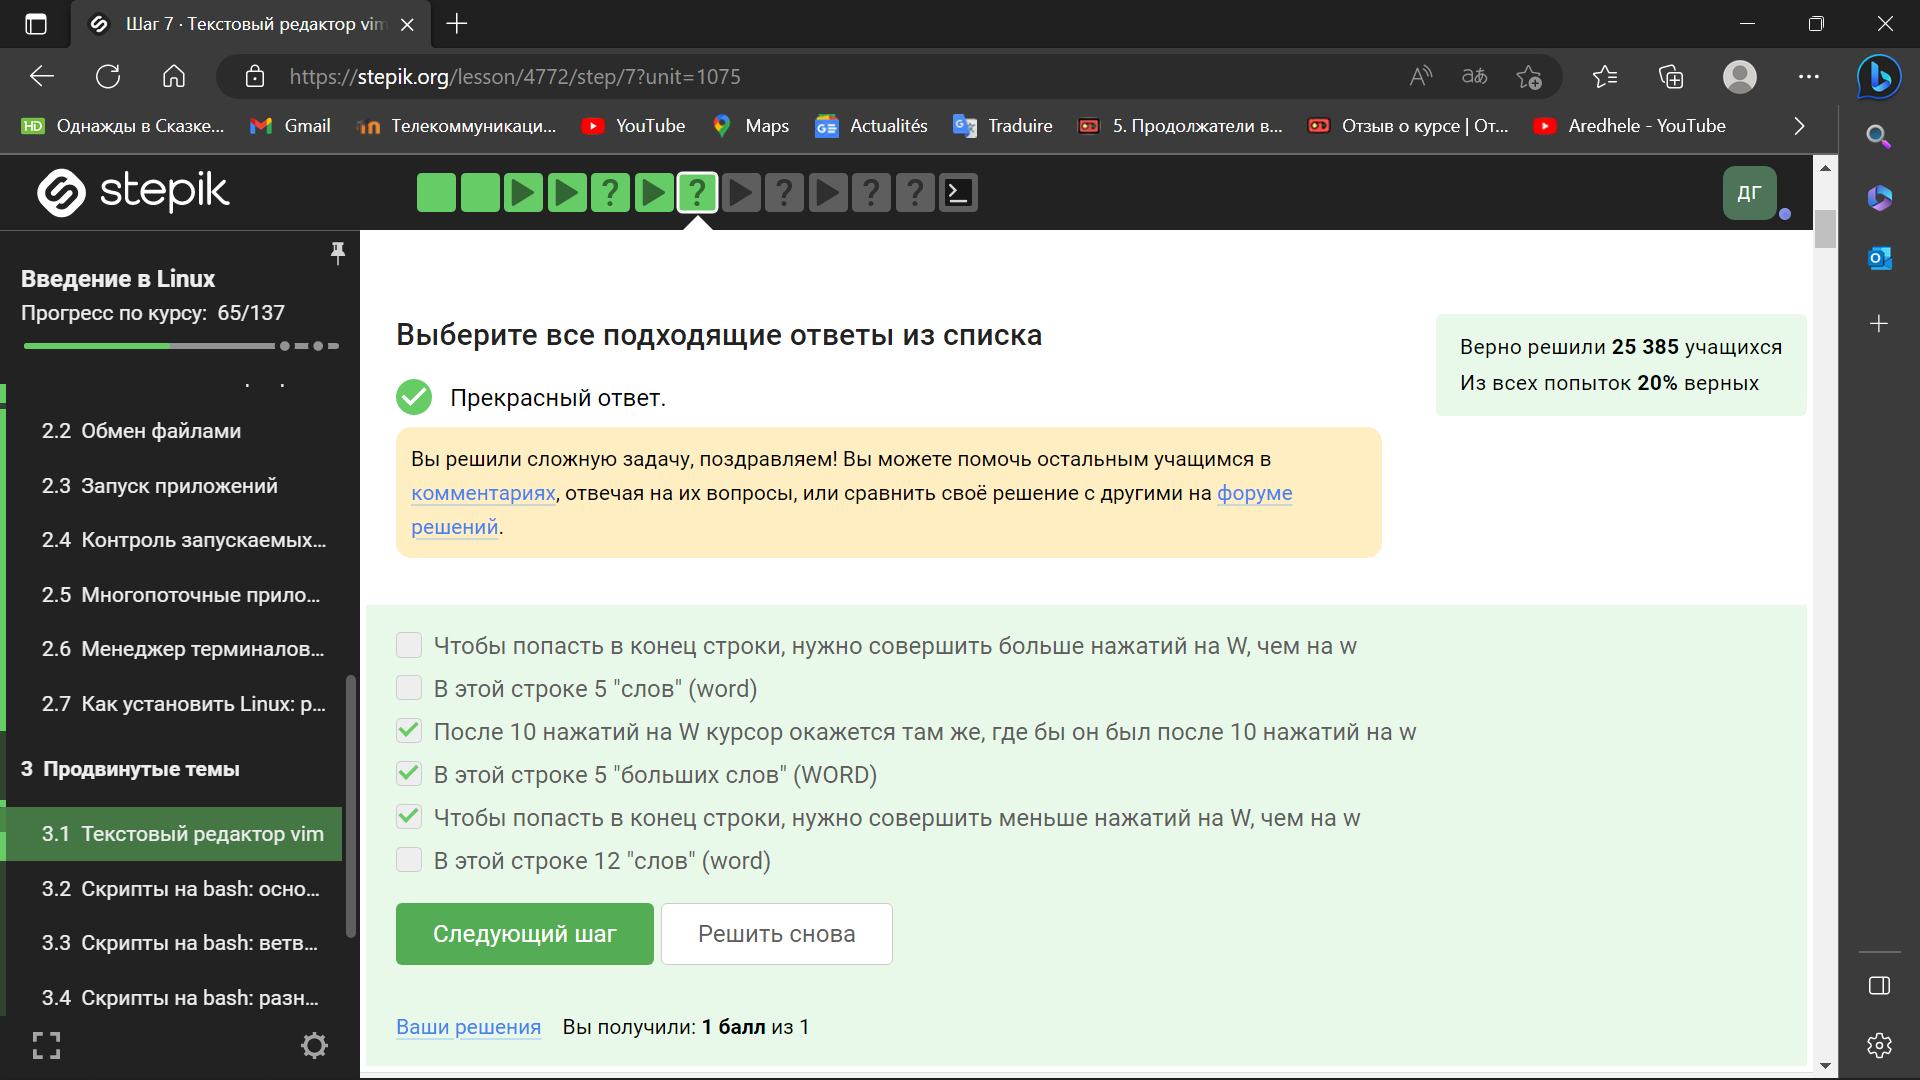 Шаг 7 · Текстовый редактор vim
https://stepik.org/lesson/4772/step/7?unit=1075
HD Однажды в Сказке... Gmail Телекоммуникаци... YouTube Maps Actualités Traduire 5. Продолжатели в... Отзыв о курсе | От... Aredhele - YouTube
stepik
ДГ
Введение в Linux
Прогресс по курсу: 65/137
2.2 Обмен файлами
2.3 Запуск приложений
2.4 Контроль запускаемых...
2.5 Многопоточные прило...
2.6 Менеджер терминалов...
2.7 Как установить Linux: р...
3 Продвинутые темы
3.1 Текстовый редактор vim
3.2 Скрипты на bash: осно...
3.3 Скрипты на bash: ветв...
3.4 Скрипты на bash: разн...
Выберите все подходящие ответы из списка
Прекрасный ответ.
Верно решили 25 385 учащихся
Из всех попыток 20% верных
Вы решили сложную задачу, поздравляем! Вы можете помочь остальным учащимся в
комментариях, отвечая на их вопросы, или сравнить своё решение с другими на форуме
решений.
Чтобы попасть в конец строки, нужно совершить больше нажатий на W, чем на w
В этой строке 5 "слов" (word)
После 10 нажатий на W курсор окажется там же, где бы он был после 10 нажатий на w
В этой строке 5 "больших слов" (WORD)
Чтобы попасть в конец строки, нужно совершить меньше нажатий на W, чем на w
В этой строке 12 "слов" (word)
Следующий шаг Решить снова
Ваши решения Вы получили: 1 балл из 1